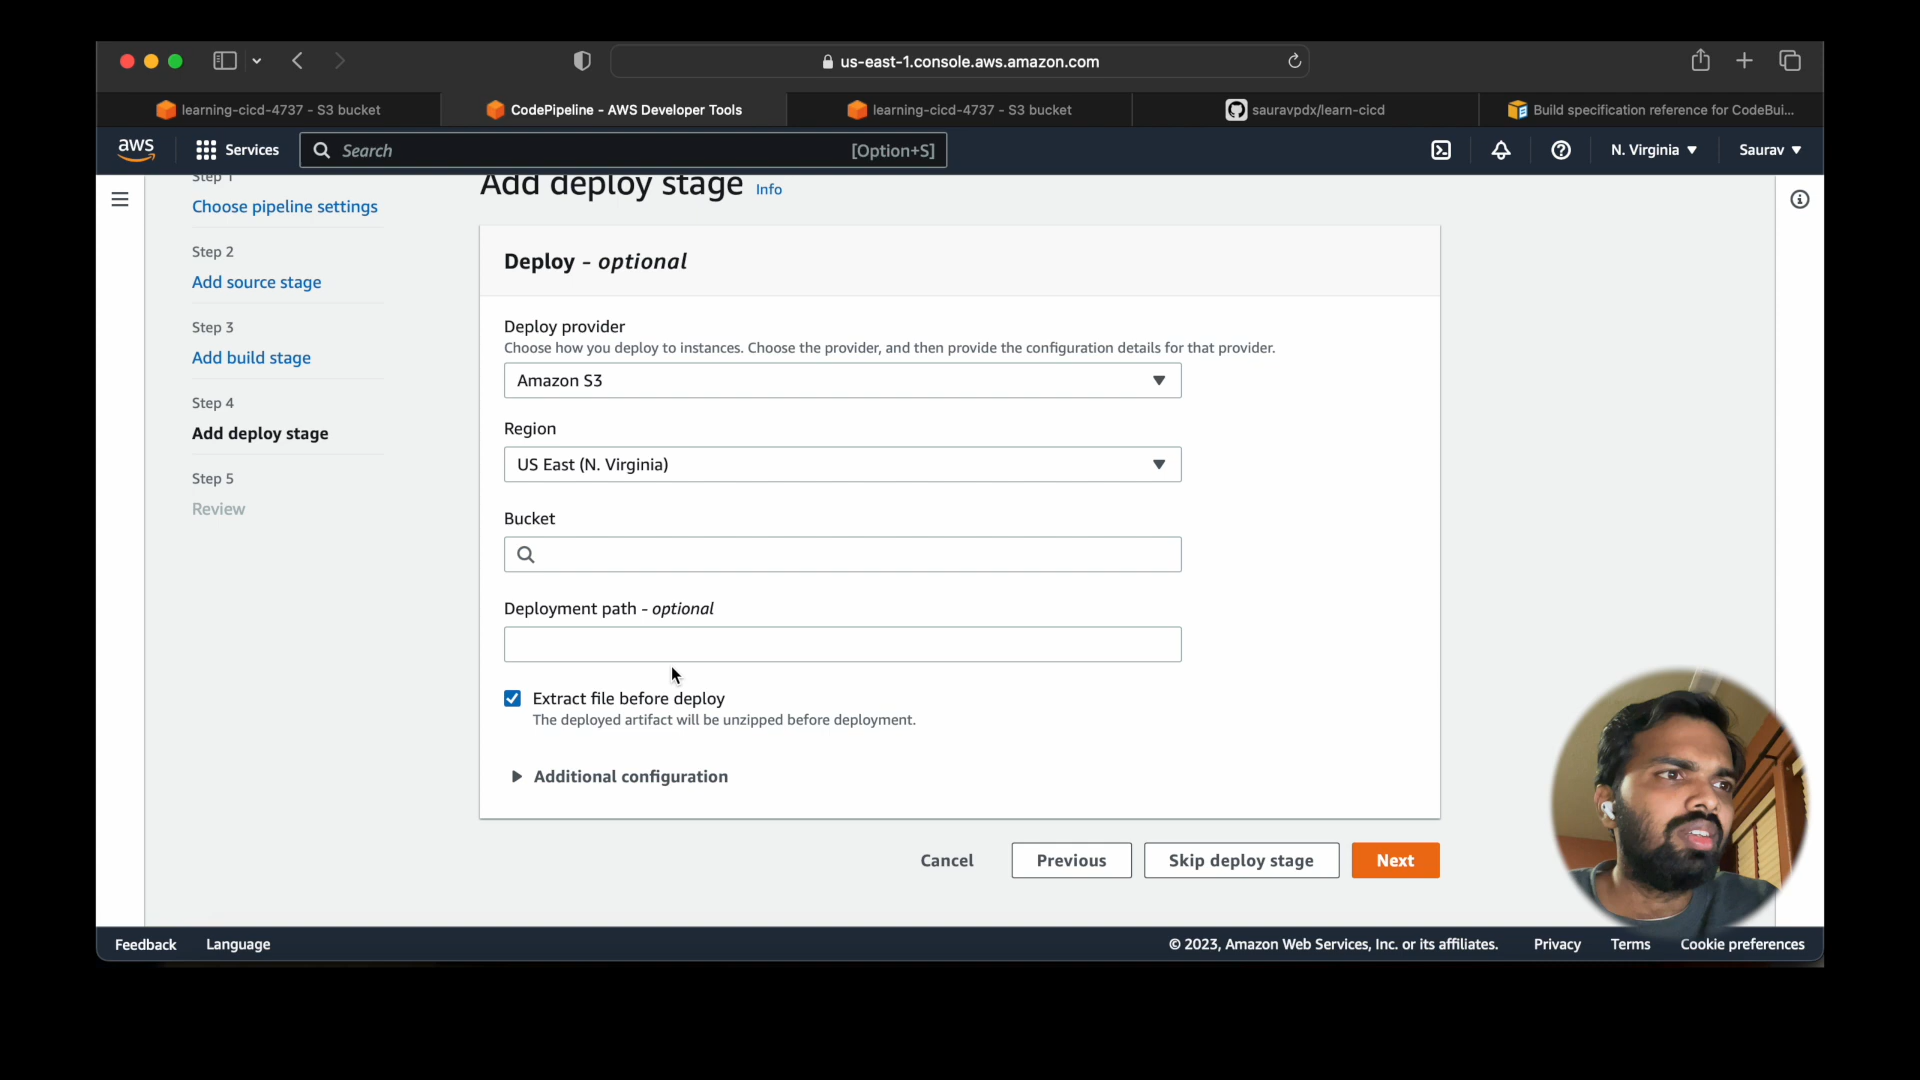 us-east-1.console.aws.amazon.com
learning-cicd-4737 - S3 bucket
CodePipeline - AWS Developer Tools
learning-cicd-4737 - S3 bucket
sauravpdx/learn-cicd
Build specification reference for CodeBui...
aws
Services
Search
[Option+S]
N. Virginia
Saurav
Step 1
Choose pipeline settings
Step 2
Add source stage
Step 3
Add build stage
Step 4
Add deploy stage
Step 5
Review
Add deploy stage Info
Deploy - optional
Deploy provider
Choose how you deploy to instances. Choose the provider, and then provide the configuration details for that provider.
Amazon S3
Region
US East (N. Virginia)
Bucket
Deployment path - optional
Extract file before deploy
The deployed artifact will be unzipped before deployment.
Additional configuration
Cancel
Previous
Skip deploy stage
Next
Feedback
Language
© 2023, Amazon Web Services, Inc. or its affiliates.
Privacy
Terms
Cookie preferences